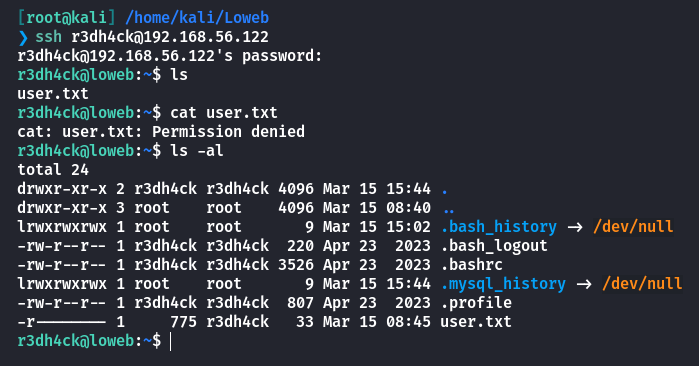 [root@kali] /home/kali/Loweb
❯ ssh r3dh4ck@192.168.56.122
r3dh4ck@192.168.56.122's password:
r3dh4ck@loweb:~$ ls
user.txt
r3dh4ck@loweb:~$ cat user.txt
cat: user.txt: Permission denied
r3dh4ck@loweb:~$ ls -al
total 24
drwxr-xr-x 2 r3dh4ck r3dh4ck 4096 Mar 15 15:44 .
drwxr-xr-x 3 root    root    4096 Mar 15 08:40 ..
lrwxrwxrwx 1 root    root       9 Mar 15 15:02 .bash_history -> /dev/null
-rw-r--r-- 1 r3dh4ck r3dh4ck  220 Apr 23  2023 .bash_logout
-rw-r--r-- 1 r3dh4ck r3dh4ck 3526 Apr 23  2023 .bashrc
lrwxrwxrwx 1 root    root       9 Mar 15 15:44 .mysql_history -> /dev/null
-rw-r--r-- 1 r3dh4ck r3dh4ck  807 Apr 23  2023 .profile
-r-------- 1     775 r3dh4ck   33 Mar 15 08:45 user.txt
r3dh4ck@loweb:~$